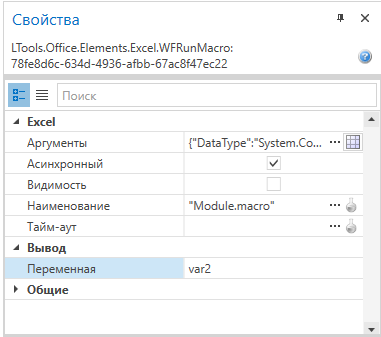 Свойства
LTools.Office.Elements.Excel.WFRunMacro:
78fe8d6c-634d-4936-afbb-67ac8f47ec22
Поиск
Excel
Аргументы {"DataType":"System.Co... ...
Асинхронный
Видимость
Наименование "Module.macro" ...
Тайм-аут ...
Вывод
Переменная var2
Общие